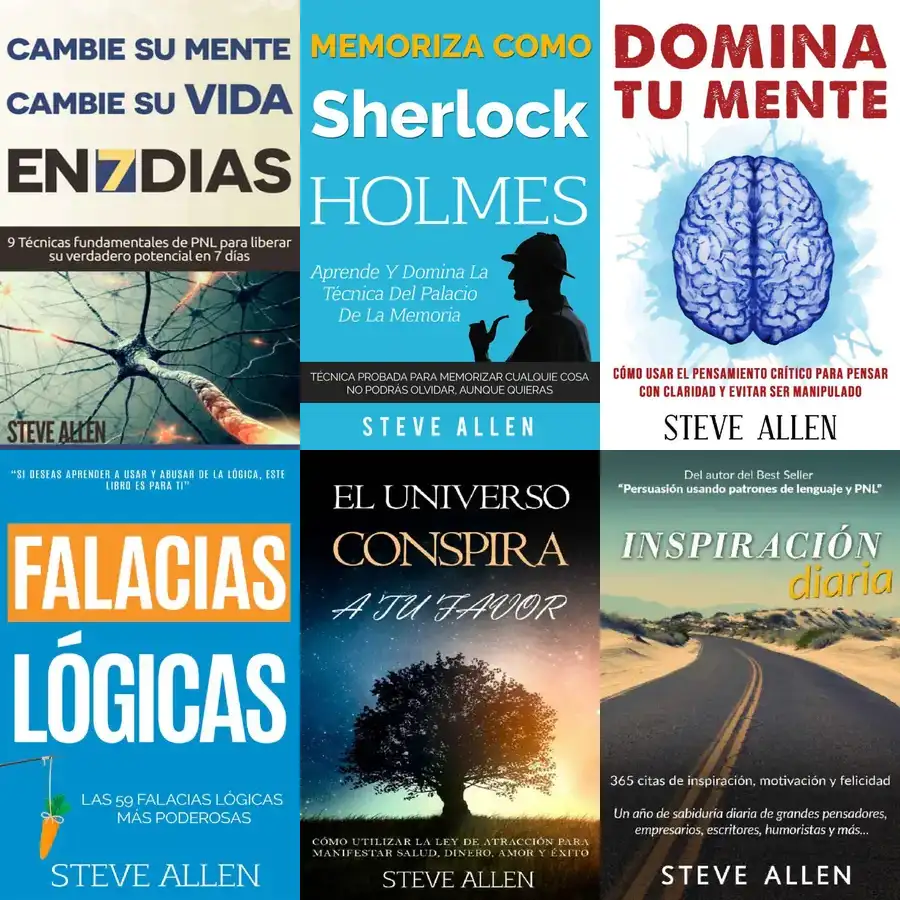 CAMBIE SU MENTE
CAMBIE SU VIDA
EN 7 DIAS
9 Técnicas fundamentales de PNL para liberar
su verdadero potencial en 7 días
STEVE ALLEN
MEMORIZA COMO
Sherlock
HOLMES
Aprende Y Domina La
Técnica Del Palacio
De La Memoria
TÉCNICA PROBADA PARA MEMORIZAR CUALQUIE COSA
NO PODRÁS OLVIDAR, AUNQUE QUIERAS
STEVE ALLEN
DOMINA
TU MENTE
CÓMO USAR EL PENSAMIENTO CRÍTICO PARA PENSAR
CON CLARIDAD Y EVITAR SER MANIPULADO
STEVE ALLEN
“SI DESEAS APRENDER A USAR Y ABUSAR DE LA LÓGICA, ESTE
LIBRO ES PARA TI”
FALACIAS
LÓGICAS
LAS 59 FALACIAS LÓGICAS
MÁS PODEROSAS
STEVE ALLEN
EL UNIVERSO
CONSPIRA
A TU FAVOR
CÓMO UTILIZAR LA LEY DE ATRACCIÓN PARA
MANIFESTAR SALUD, DINERO, AMOR Y ÉXITO
STEVE ALLEN
Del autor del Best Seller
“Persuasión usando patrones de lenguaje y PNL”
INSPIRACIÓN
diaria
365 citas de inspiración, motivación y felicidad
Un año de sabiduría diaria de grandes pensadores,
empresarios, escritores, humoristas y más...
STEVE ALLEN